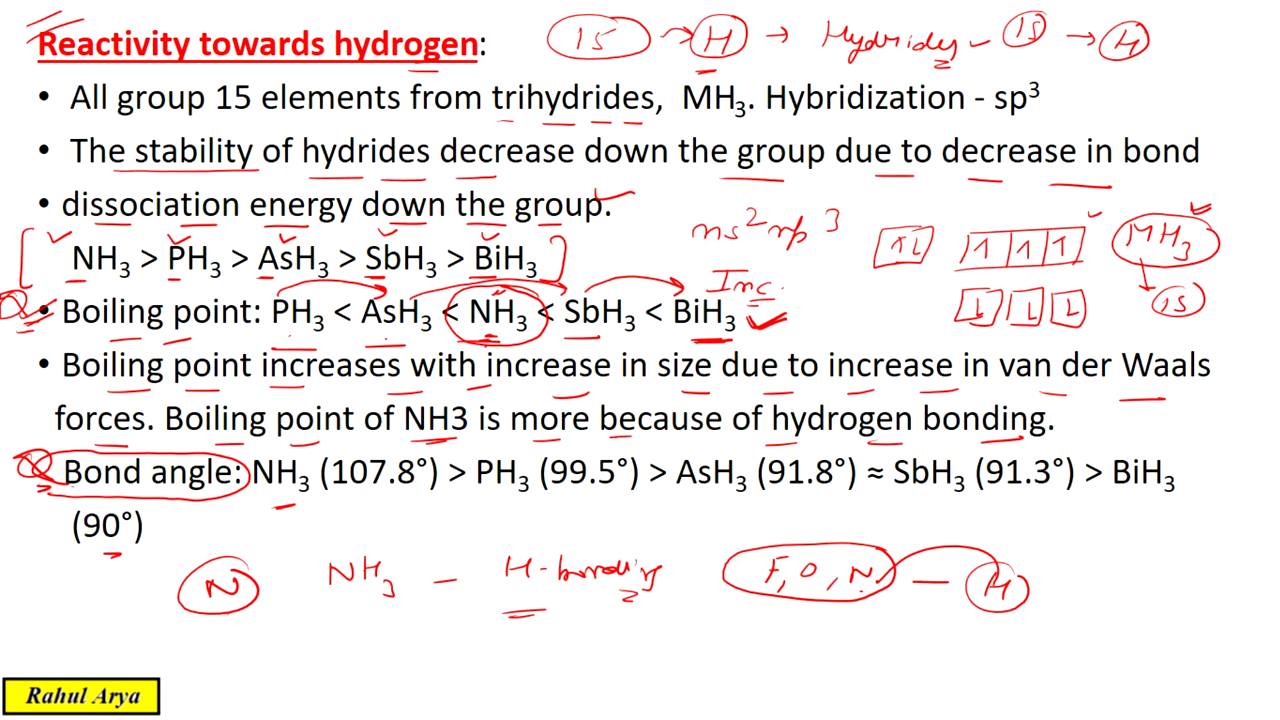 Reactivity towards hydrogen: 15 → H → Hydrides - 15 → H
• All group 15 elements from trihydrides, MH₃. Hybridization - sp³
• The stability of hydrides decrease down the group due to decrease in bond
• dissociation energy down the group.
ns²np³ 1L 1 1 1 MH₃
NH₃ > PH₃ > AsH₃ > SbH₃ > BiH₃
Inc. L L L 15
• Boiling point: PH₃ < AsH₃ < NH₃ < SbH₃ < BiH₃
• Boiling point increases with increase in size due to increase in van der Waals
forces. Boiling point of NH3 is more because of hydrogen bonding.
Bond angle: NH₃ (107.8°) > PH₃ (99.5°) > AsH₃ (91.8°) ≈ SbH₃ (91.3°) > BiH₃
(90°)
N NH₃ - H-bonding F, O, N — H
Rahul Arya